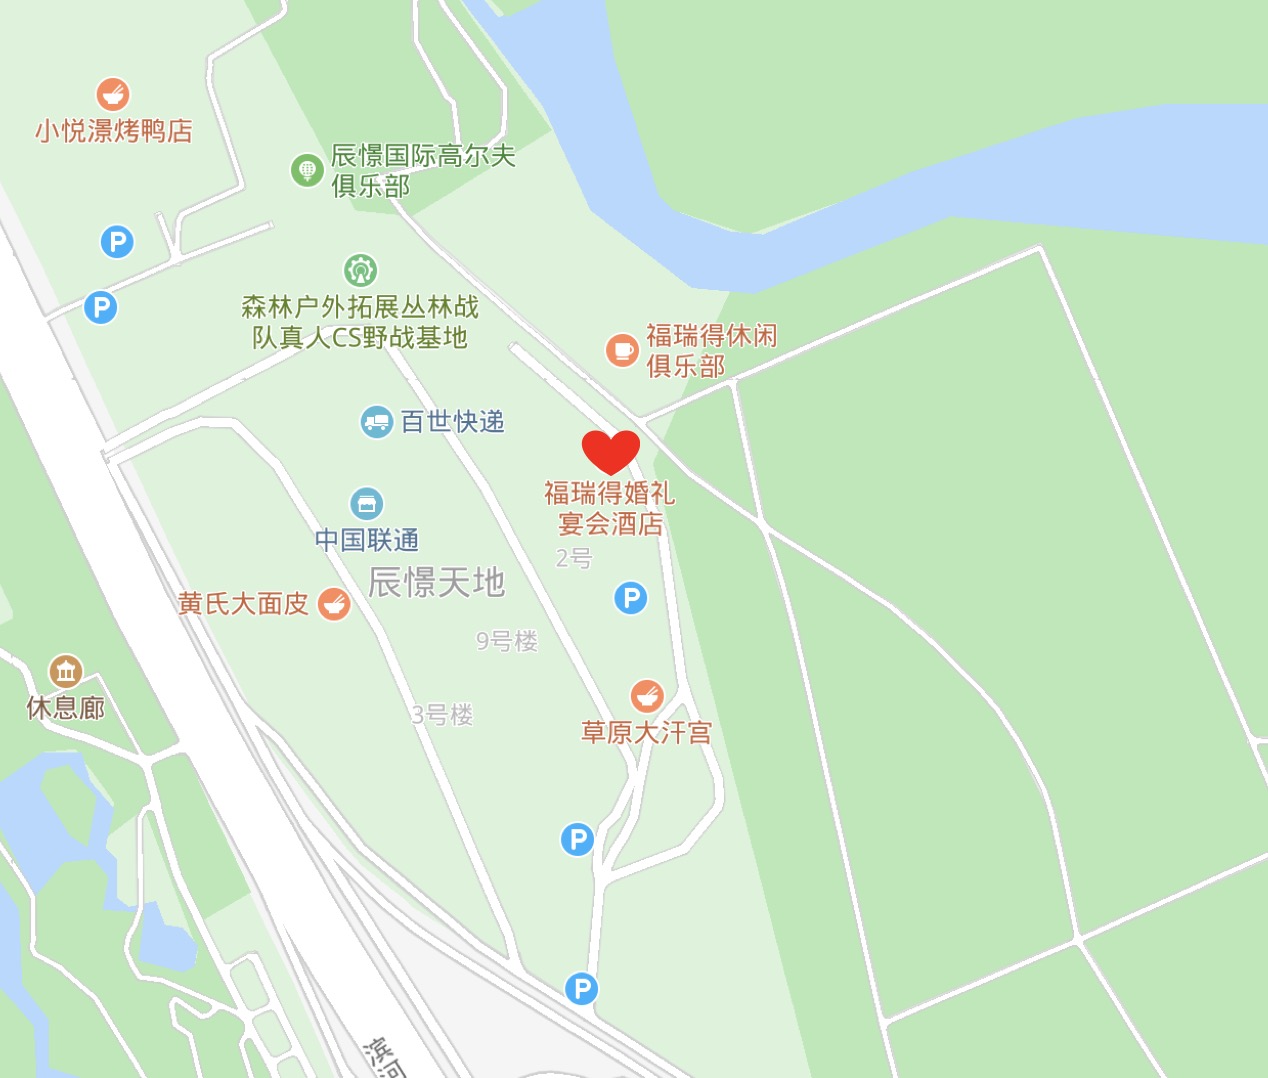 小悦澋烤鸭店
辰憬国际高尔夫
俱乐部
P
P
森林户外拓展丛林战
队真人CS野战基地
福瑞得休闲
俱乐部
百世快递
福瑞得婚礼
宴会酒店
中国联通
2号
辰憬天地
黄氏大面皮
P
9号楼
休息廊
3号楼
草原大汗宫
P
P
滨河